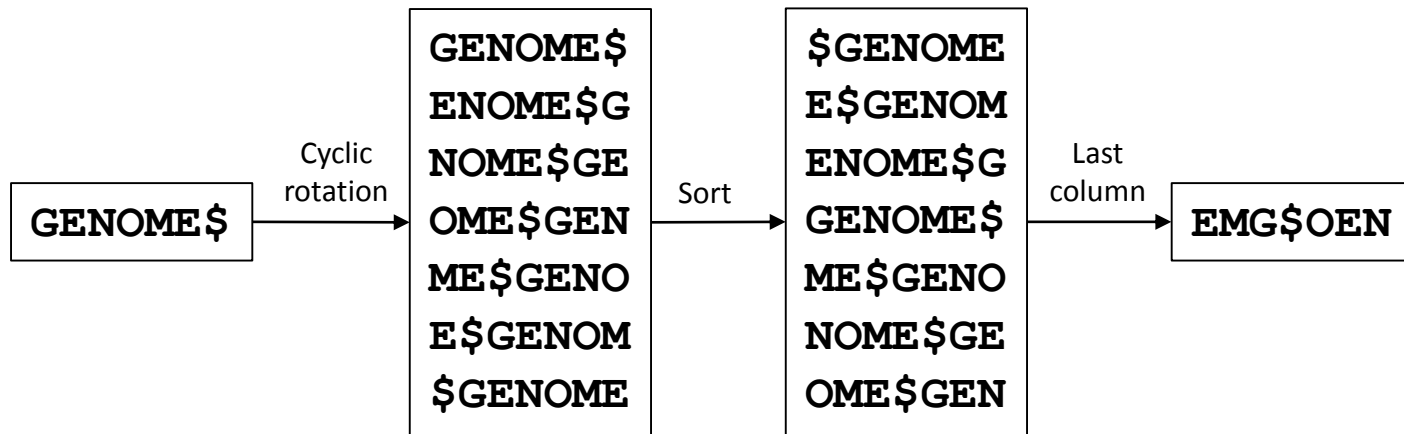 GENOME$
Cyclic
rotation
GENOME$
ENOME$G
NOME$GE
OME$GEN
ME$GENO
E$GENOM
$GENOME
Sort
$GENOME
E$GENOM
ENOME$G
GENOME$
ME$GENO
NOME$GE
OME$GEN
Last
column
EMG$OEN